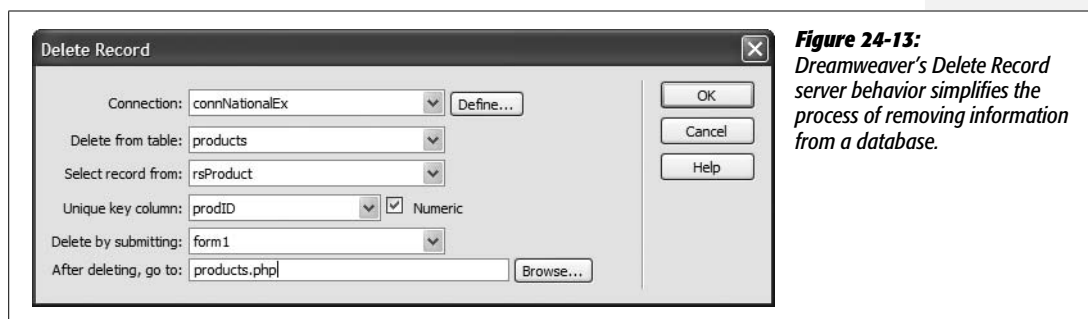 Delete Record
Connection: connNationalEx Define...
Delete from table: products
Select record from: rsProduct
Unique key column: prodID Numeric
Delete by submitting: form1
After deleting, go to: products.php Browse...
OK
Cancel
Help
Figure 24-13:
Dreamweaver's Delete Record
server behavior simplifies the
process of removing information
from a database.